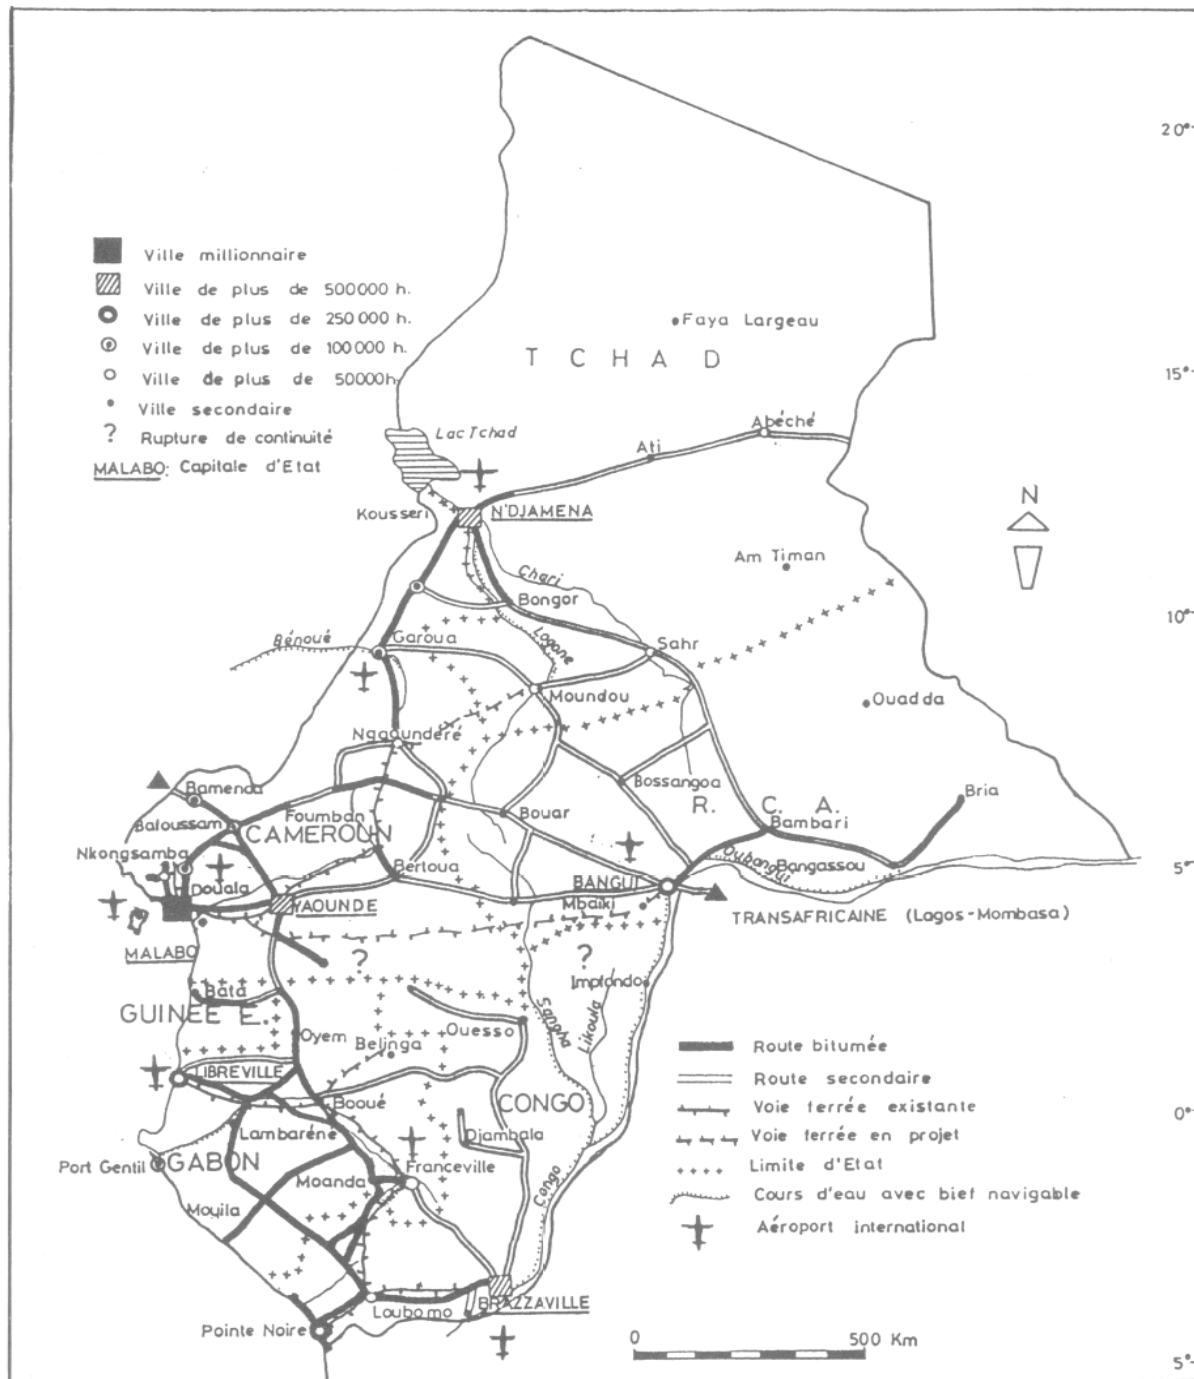 20°
Ville millionnaire
Ville de plus de 500000 h.
Ville de plus de 250000 h.
Ville de plus de 100000 h.
Ville de plus de 50000h.
Ville secondaire
? Rupture de continuité
MALABO: Capitale d'Etat
Faya Largeau
TCHAD
15°
Lac Tchad
Abéché
Ati
Kousseri
N'DJAMENA
N
Am Timan
Chari
Bongor
10°
Bénoué
Garoua
Logone
Sahr
Moundou
Ouadda
Ngaoundéré
Bamenda
Bossangoa
R. C. A.
Bria
Foumban
Bouar
Bafoussam
CAMEROUN
Bambari
Nkongsamba
Oubangui
Bangassou
5°
Douala
Bertoua
BANGUI
YAOUNDE
Mbaïki
TRANSAFRICAINE (Lagos-Mombasa)
MALABO
?
?
Impfondo
Bata
GUINEE E.
Sangha
Likoula
Ouesso
Oyem
Belinga
LIBREVILLE
Booué
CONGO
0°
Lambaréné
Djambala
Port Gentil
GABON
Franceville
Moanda
Congo
Mouila
Route bitumée
Route secondaire
Voie ferrée existante
Voie ferrée en projet
Limite d'Etat
Cours d'eau avec bief navigable
Aéroport international
Loubomo
BRAZZAVILLE
Pointe Noire
0
500 Km
5°